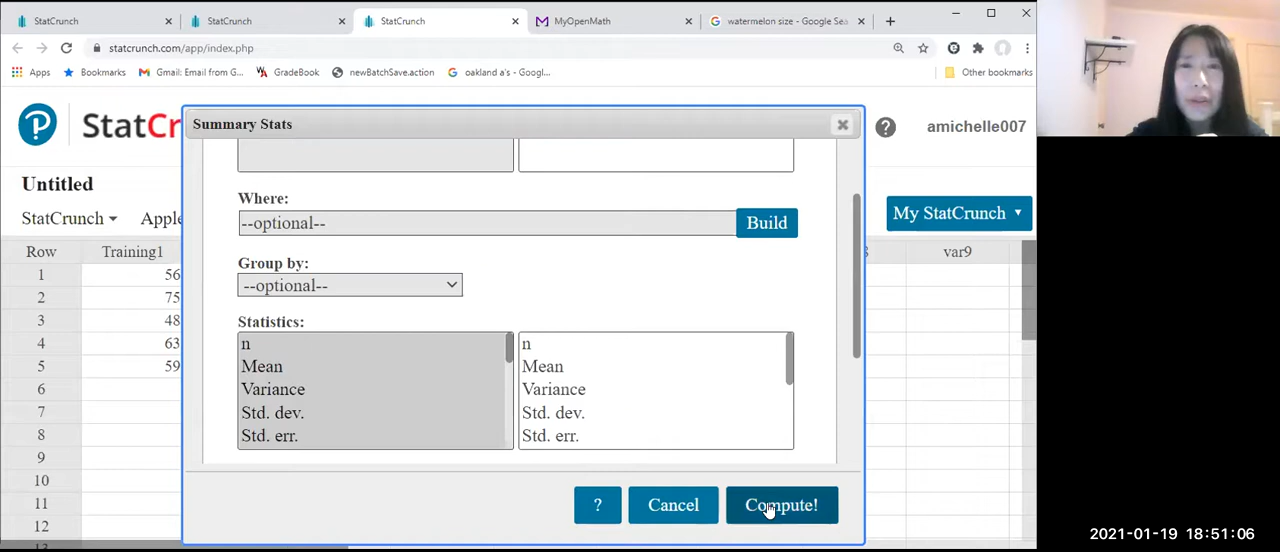 StatCrunch
StatCrunch
StatCrunch
MyOpenMath
watermelon size - Google Sea
statcrunch.com/app/index.php
Apps
Bookmarks
Gmail: Email from G...
GradeBook
newBatchSave.action
oakland a's - Googl...
Other bookmarks
StatCr
Summary Stats
? amichelle007
Untitled
StatCrunch
Apple
My StatCrunch
Where:
--optional--
Build
Group by:
--optional--
Statistics:
n
Mean
Variance
Std. dev.
Std. err.
n
Mean
Variance
Std. dev.
Std. err.
?
Cancel
Compute!
Row Training1 var9
1 56
2 75
3 48
4 63
5 59
6
7
8
9
10
11
12
2021-01-19 18:51:06